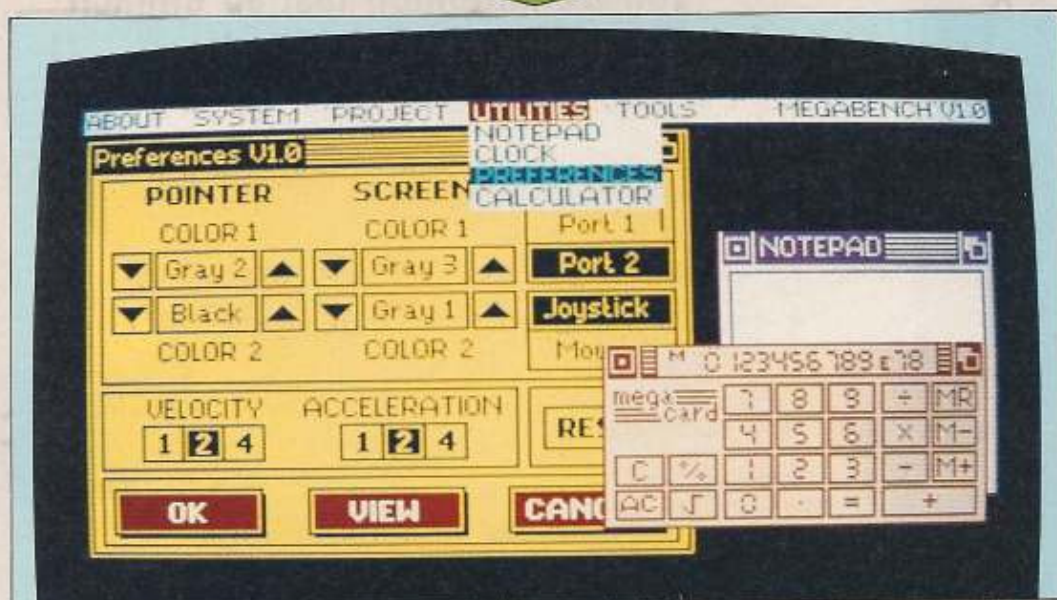 ABOUT SYSTEM PROJECT UTILITIES TOOLS MEGABENCH V1.0
NOTEPAD
CLOCK
PREFERENCES
CALCULATOR
Preferences V1.0
POINTER SCREEN
COLOR 1 COLOR 1 Port 1
Gray 2 Gray 3 Port 2
Black Gray 1 Joystick
COLOR 2 COLOR 2
VELOCITY ACCELERATION
1 2 4 1 2 4
OK VIEW
NOTEPAD
M 0 123456789 E 78
mega card
7 8 9 ÷ MR
4 5 6 × M-
C % 1 2 3 - M+
AC √ 0 . = +